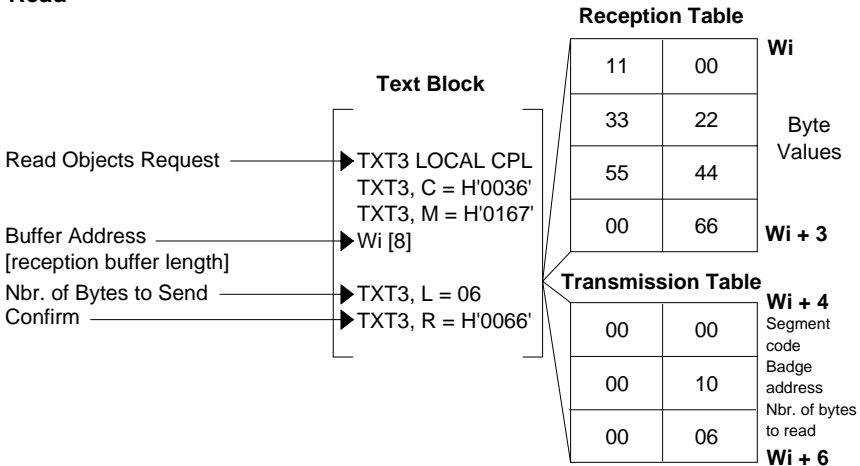 Reception Table
Wi
11 00
Text Block
33 22
Byte
Values
Read Objects Request
TXT3 LOCAL CPL
55 44
TXT3, C = H'0036'
TXT3, M = H'0167'
00 66
Wi + 3
Buffer Address
Wi [8]
[reception buffer length]
Nbr. of Bytes to Send
TXT3, L = 06
Confirm
TXT3, R = H'0066'
Transmission Table
Wi + 4
00 00
Segment
code
00 10
Badge
address
00 06
Nbr. of bytes
to read
Wi + 6